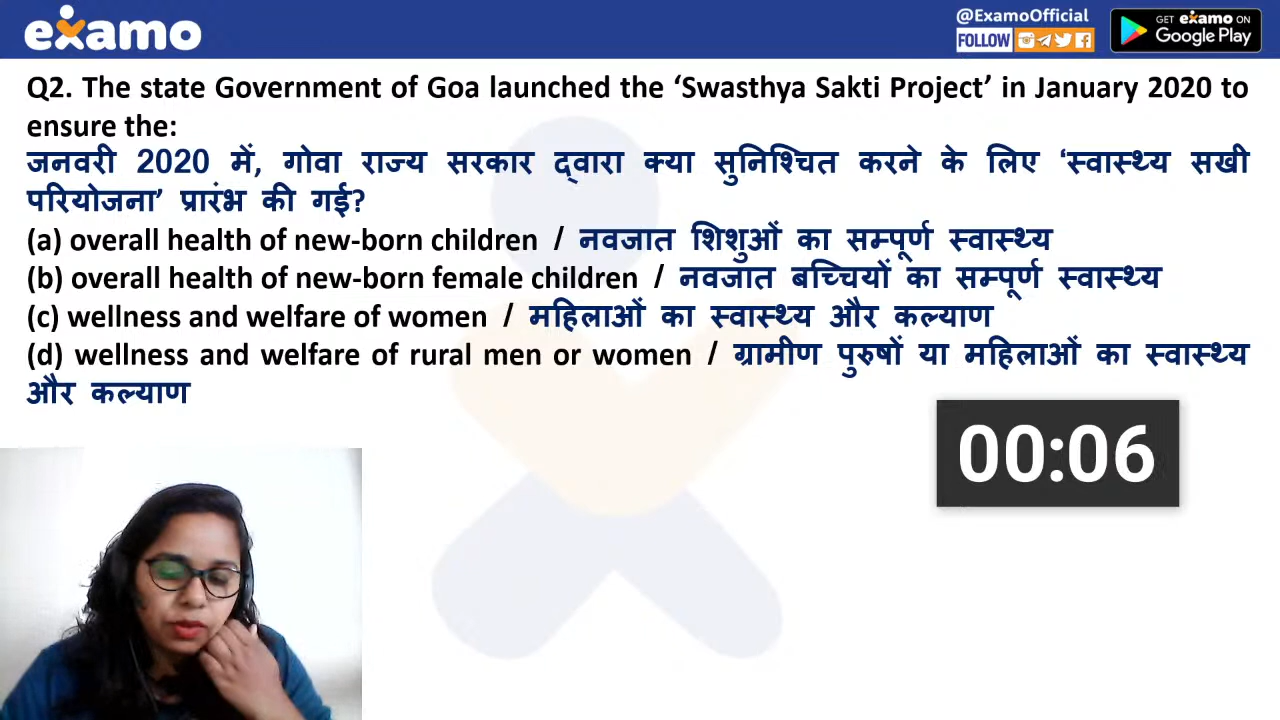 examo
@ExamoOfficial
FOLLOW
GET examo ON
Google Play
Q2. The state Government of Goa launched the ‘Swasthya Sakti Project’ in January 2020 to
ensure the:
जनवरी 2020 में, गोवा राज्य सरकार द्वारा क्या सुनिश्चित करने के लिए ‘स्वास्थ्य सखी
परियोजना’ प्रारंभ की गई?
(a) overall health of new-born children / नवजात शिशुओं का सम्पूर्ण स्वास्थ्य
(b) overall health of new-born female children / नवजात बच्चियों का सम्पूर्ण स्वास्थ्य
(c) wellness and welfare of women / महिलाओं का स्वास्थ्य और कल्याण
(d) wellness and welfare of rural men or women / ग्रामीण पुरुषों या महिलाओं का स्वास्थ्य
और कल्याण
00:06